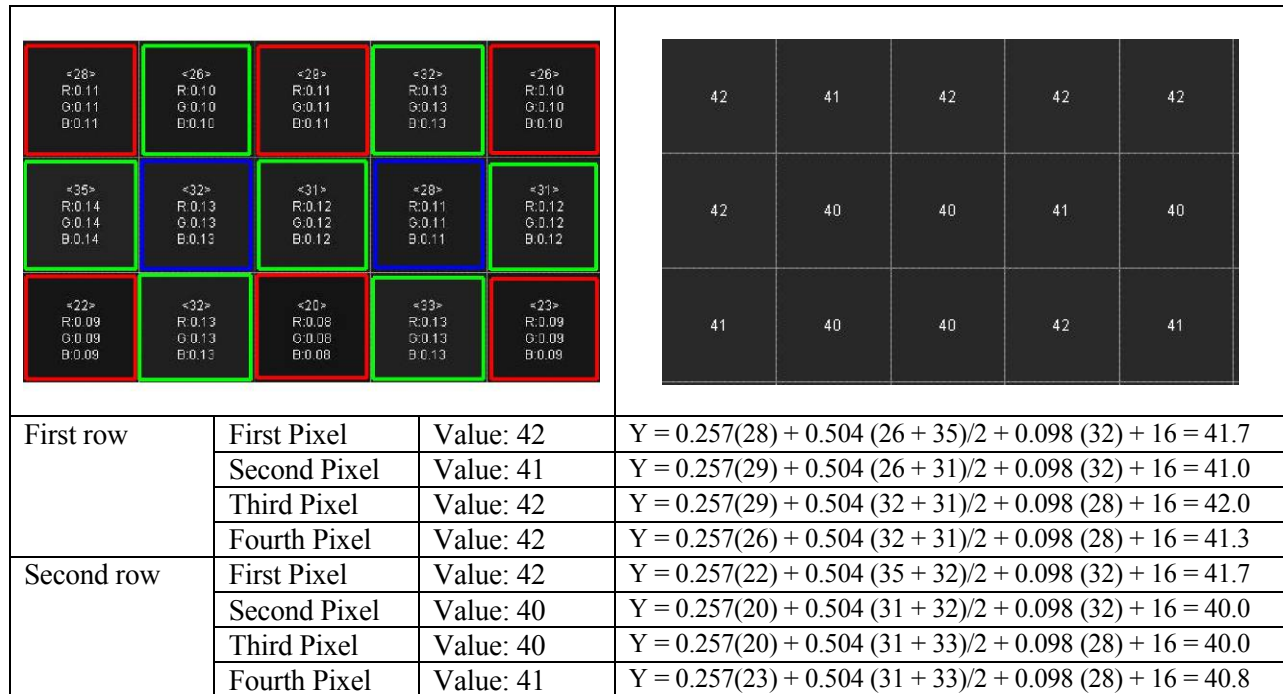 <28> <26> <29> <32> <26>
R:0.11 R:0.10 R:0.11 R:0.13 R:0.10
G:0.11 G:0.10 G:0.11 G:0.13 G:0.10
B:0.11 B:0.10 B:0.11 B:0.13 B:0.10
<35> <32> <31> <28> <31>
R:0.14 R:0.13 R:0.12 R:0.11 R:0.12
G:0.14 G:0.13 G:0.12 G:0.11 G:0.12
B:0.14 B:0.13 B:0.12 B:0.11 B:0.12
<22> <32> <20> <33> <23>
R:0.09 R:0.13 R:0.08 R:0.13 R:0.09
G:0.09 G:0.13 G:0.08 G:0.13 G:0.09
B:0.09 B:0.13 B:0.08 B:0.13 B:0.09
42 41 42 42 42
42 40 40 41 40
41 40 40 42 41
First row First Pixel Value: 42 Y = 0.257(28) + 0.504 (26 + 35)/2 + 0.098 (32) + 16 = 41.7
Second Pixel Value: 41 Y = 0.257(29) + 0.504 (26 + 31)/2 + 0.098 (32) + 16 = 41.0
Third Pixel Value: 42 Y = 0.257(29) + 0.504 (32 + 31)/2 + 0.098 (28) + 16 = 42.0
Fourth Pixel Value: 42 Y = 0.257(26) + 0.504 (32 + 31)/2 + 0.098 (28) + 16 = 41.3
Second row First Pixel Value: 42 Y = 0.257(22) + 0.504 (35 + 32)/2 + 0.098 (32) + 16 = 41.7
Second Pixel Value: 40 Y = 0.257(20) + 0.504 (31 + 32)/2 + 0.098 (32) + 16 = 40.0
Third Pixel Value: 40 Y = 0.257(20) + 0.504 (31 + 33)/2 + 0.098 (28) + 16 = 40.0
Fourth Pixel Value: 41 Y = 0.257(23) + 0.504 (31 + 33)/2 + 0.098 (28) + 16 = 40.8